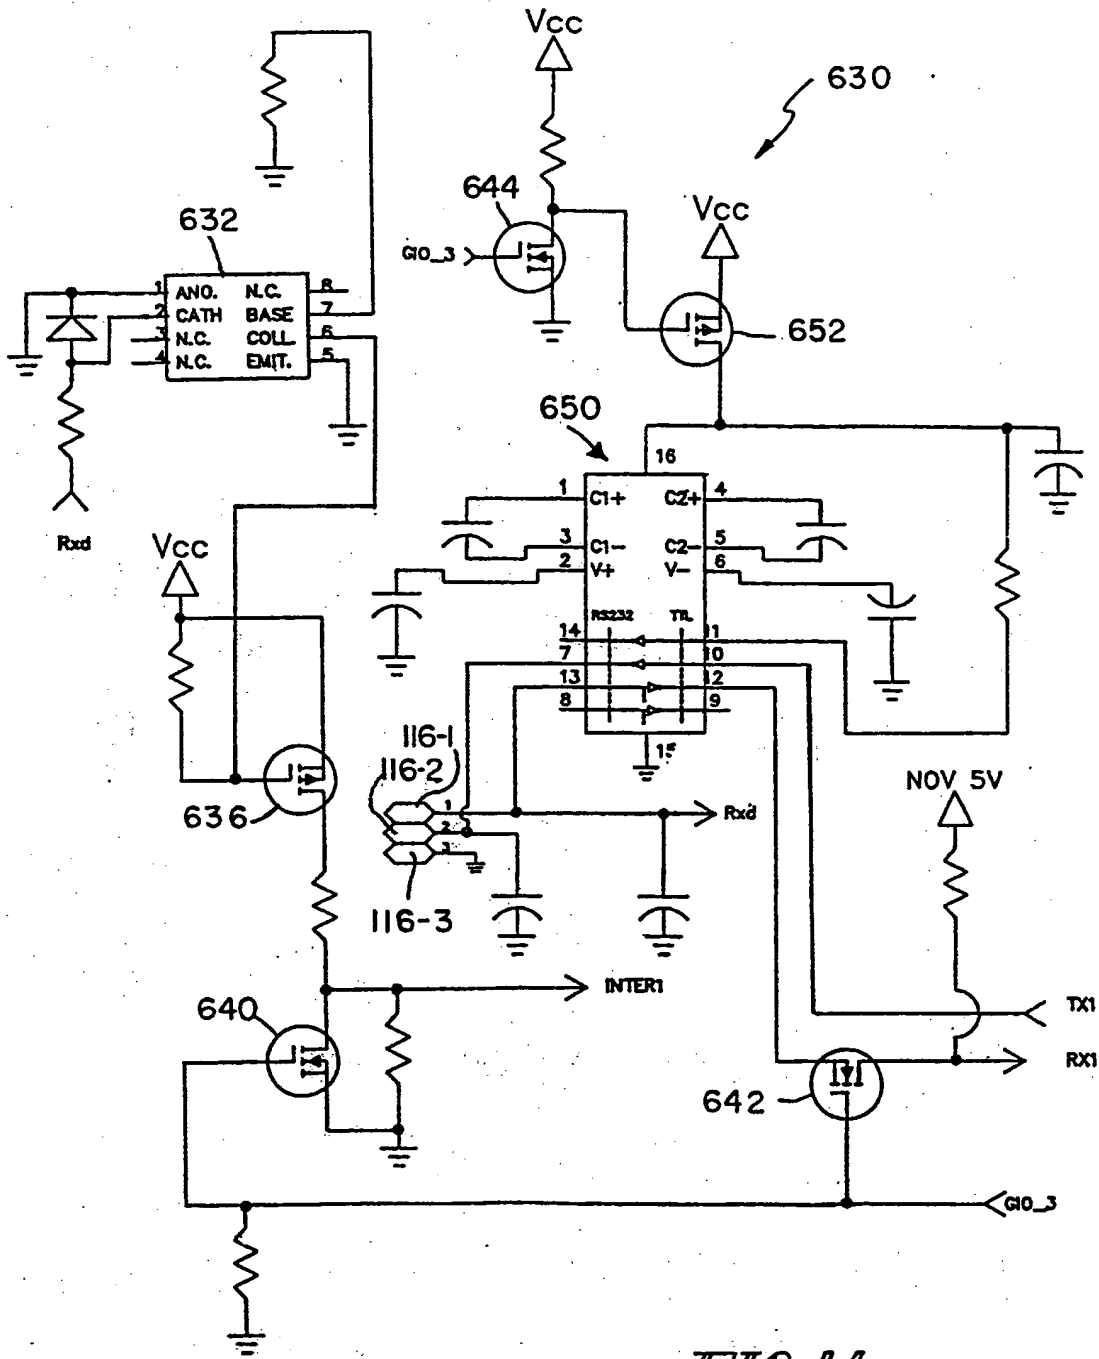 Vcc
630
644
632
Vcc
GIO_3
1 ANO. N.C. 8
2 CATH BASE 7
3 N.C. COLL. 6
4 N.C. EMIT. 5
652
650
16
1 C1+ C2+ 4
3 C1- C2- 5
2 V+ V- 6
Rxd
Vcc
RS232 TTL
14 11
7 10
13 12
8 9
15
116-1
116-2
NOV 5V
636
1
2
3
Rxd
116-3
INTER1
640
TX1
RX1
642
GIO_3